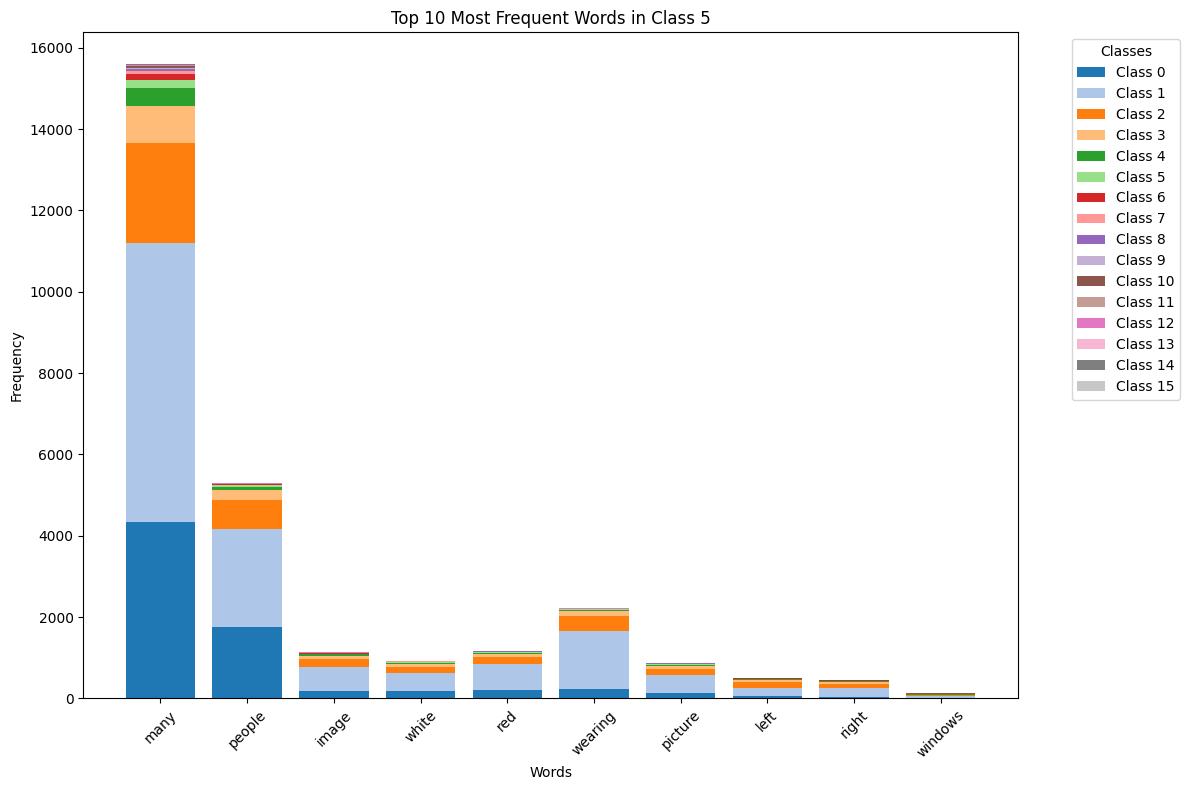 Top 10 Most Frequent Words in Class 5
Frequency
16000
14000
12000
10000
8000
6000
4000
2000
0
many
people
image
white
red
wearing
picture
left
right
windows
Words
Classes
Class 0
Class 1
Class 2
Class 3
Class 4
Class 5
Class 6
Class 7
Class 8
Class 9
Class 10
Class 11
Class 12
Class 13
Class 14
Class 15